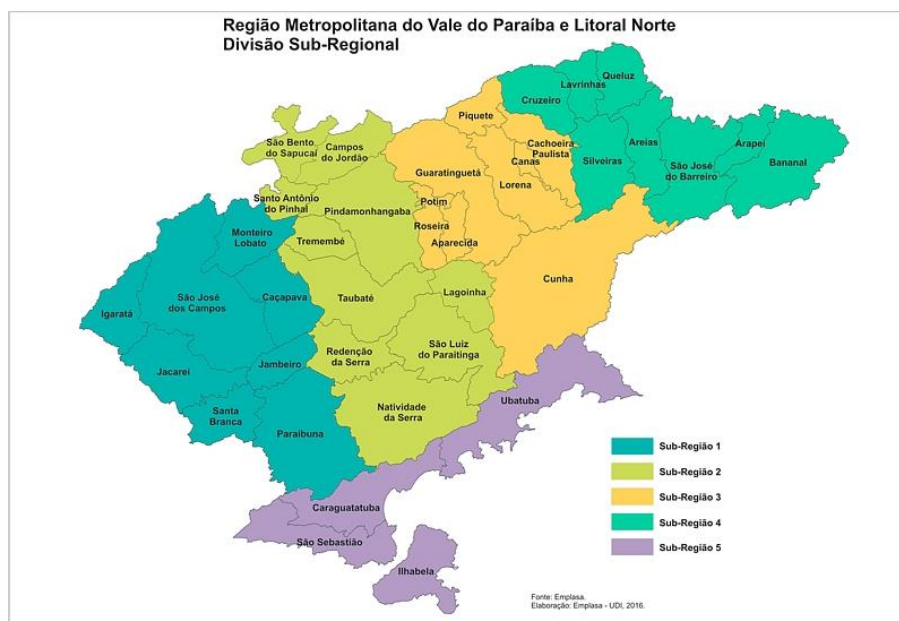 Região Metropolitana do Vale do Paraíba e Litoral Norte
Divisão Sub-Regional
Queluz
Lavrinhas
Cruzeiro
Piquete
São Bento
do Sapucaí
Campos
do Jordão
Cachoeira
Paulista
Areias
Arapeí
Canas
Silveiras
Bananal
São José
do Barreiro
Guaratinguetá
Lorena
Santo Antônio
do Pinhal
Potim
Pindamonhangaba
Roseira
Monteiro
Lobato
Tremembé
Aparecida
Cunha
Lagoinha
Caçapava
Taubaté
São José
dos Campos
Igaratá
São Luiz
do Paraitinga
Redenção
da Serra
Jambeiro
Jacareí
Ubatuba
Natividade
da Serra
Santa
Branca
Paraibuna
Caraguatatuba
São Sebastião
Ilhabela
Sub-Região 1
Sub-Região 2
Sub-Região 3
Sub-Região 4
Sub-Região 5
Fonte: Emplasa.
Elaboração: Emplasa - UDI, 2016.